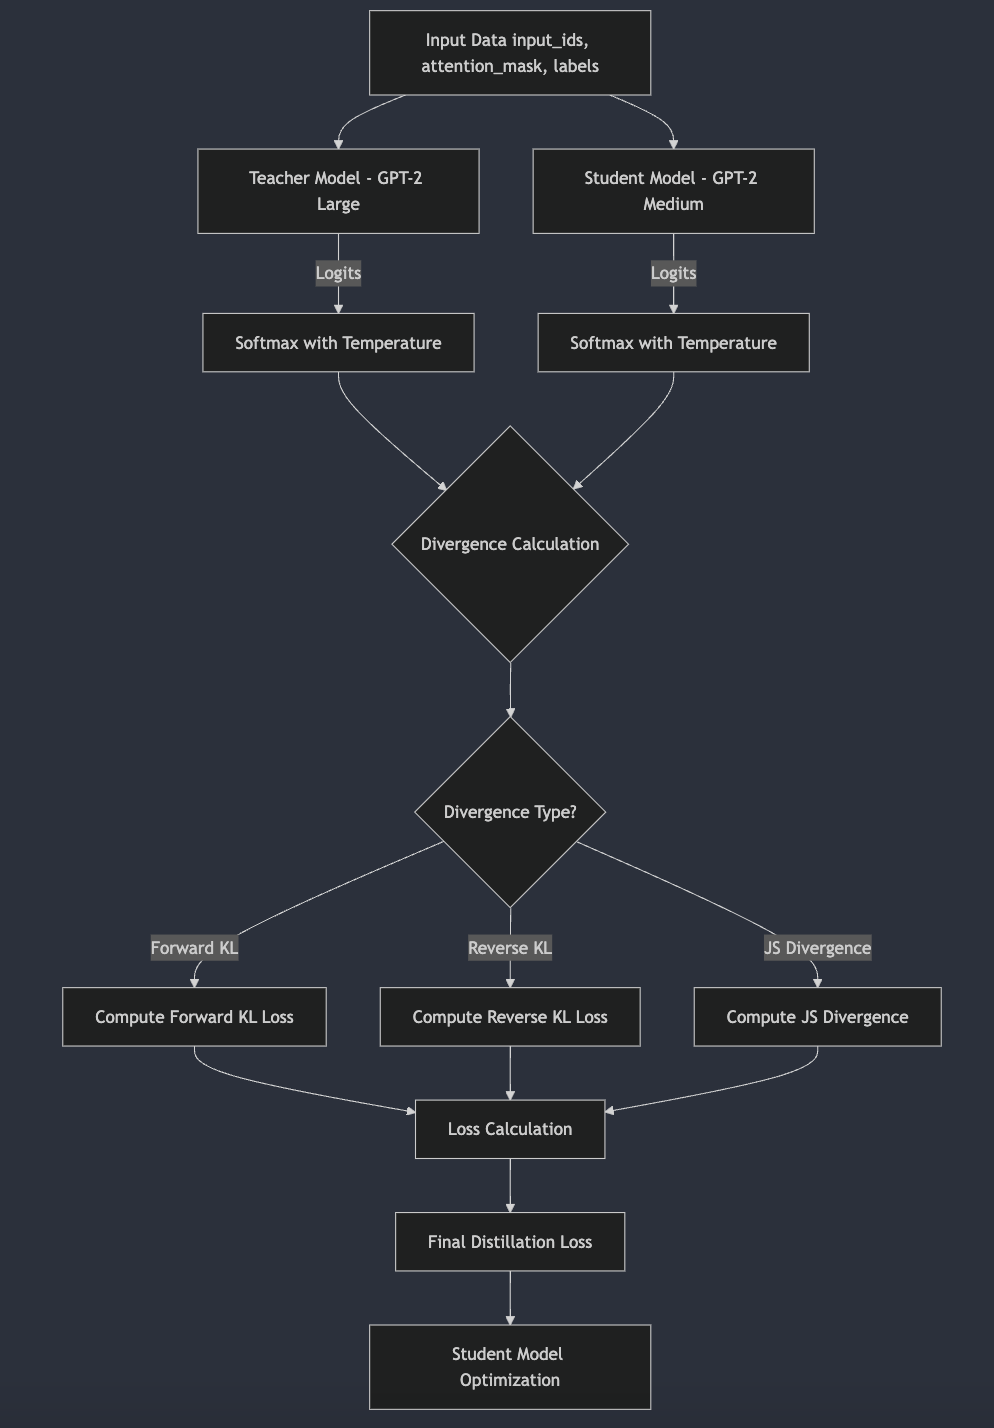 Input Data input_ids,
attention_mask, labels
Teacher Model - GPT-2
Large
Student Model - GPT-2
Medium
Logits
Logits
Softmax with Temperature
Softmax with Temperature
Divergence Calculation
Divergence Type?
Forward KL
Reverse KL
JS Divergence
Compute Forward KL Loss
Compute Reverse KL Loss
Compute JS Divergence
Loss Calculation
Final Distillation Loss
Student Model
Optimization